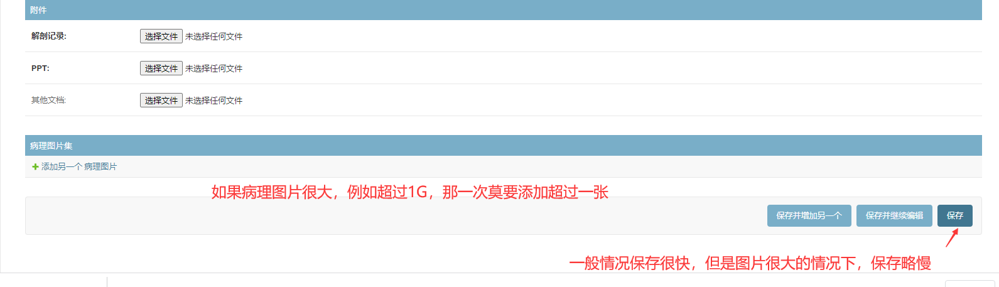 附件
解剖记录: 选择文件 未选择任何文件
PPT: 选择文件 未选择任何文件
其他文档: 选择文件 未选择任何文件
病理图片集
+ 添加另一个 病理图片
如果病理图片很大，例如超过1G，那一次莫要添加超过一张
保存并增加另一个 保存并继续编辑 保存
一般情况保存很快，但是图片很大的情况下，保存略慢